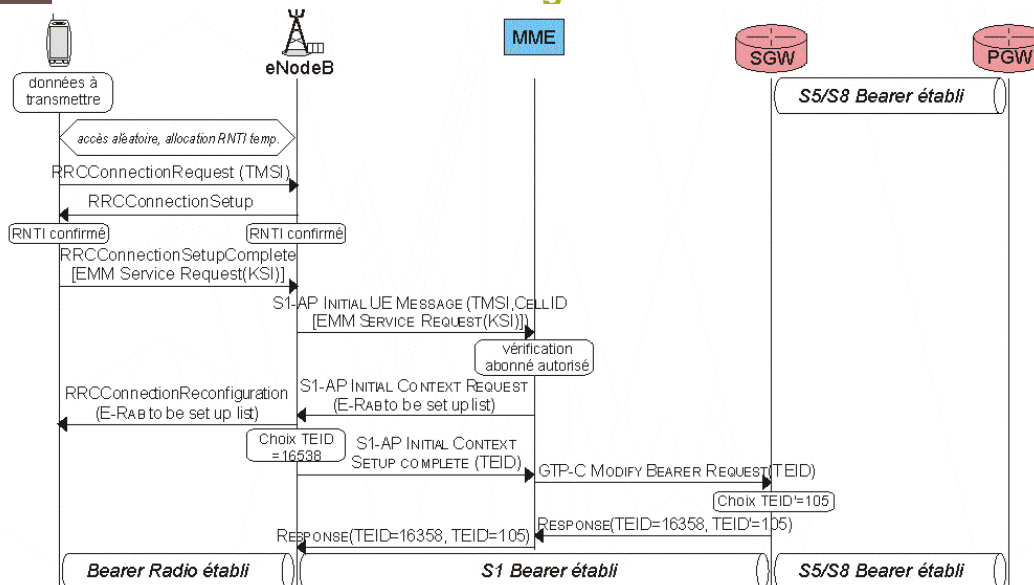 MME
SGW
PGW
eNodeB
données à
transmettre
S5/S8 Bearer établi
accès aléatoire, allocation RNTI temp.
RRCConnectionRequest (TMSI)
RRCConnectionSetup
RNTI confirmé
RNTI confirmé
RRCConnectionSetupComplete
[EMM Service Request(KSI)]
S1-AP INITIAL UE MESSAGE (TMSI,CELL ID
[EMM SERVICE REQUEST(KSI)])
vérification
abonné autorisé
S1-AP INITIAL CONTEXT REQUEST
(E-RAB to be set up list)
RRCConnectionReconfiguration
(E-RAB to be set up list)
Choix TEID
=16538
S1-AP INITIAL CONTEXT
SETUP COMPLETE (TEID)
GTP-C MODIFY BEARER REQUEST(TEID)
Choix TEID'=105
RESPONSE(TEID=16358, TEID'=105)
RESPONSE(TEID=16358, TEID'=105)
Bearer Radio établi
S1 Bearer établi
S5/S8 Bearer établi